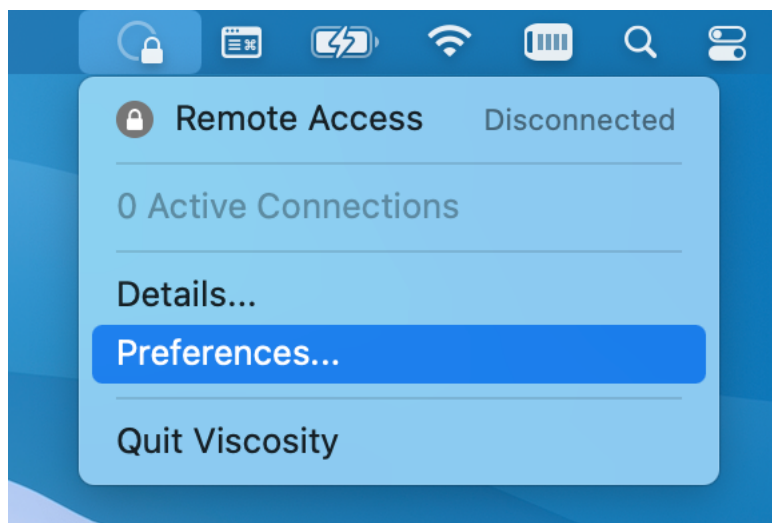 Remote Access Disconnected
0 Active Connections
Details...
Preferences...
Quit Viscosity